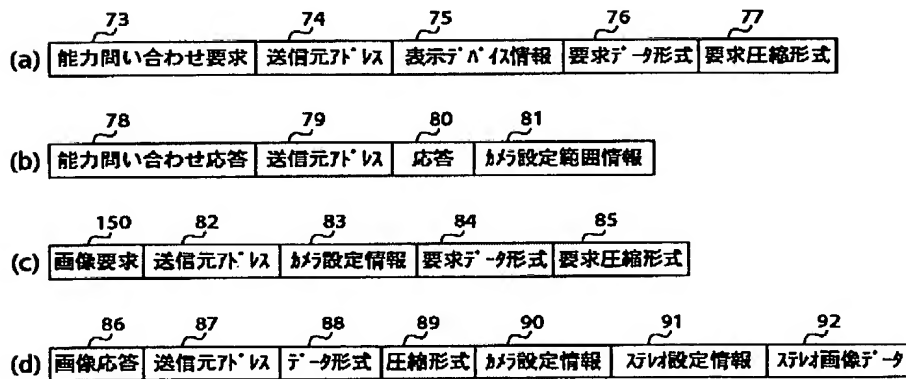 73 74 75 76 77
(a) 能力問い合わせ要求 送信元ｱﾄﾞﾚｽ 表示ﾃﾞﾊﾞｲｽ情報 要求ﾃﾞｰﾀ形式 要求圧縮形式
78 79 80 81
(b) 能力問い合わせ応答 送信元ｱﾄﾞﾚｽ 応答 ｶﾒﾗ設定範囲情報
150 82 83 84 85
(c) 画像要求 送信元ｱﾄﾞﾚｽ ｶﾒﾗ設定情報 要求ﾃﾞｰﾀ形式 要求圧縮形式
86 87 88 89 90 91 92
(d) 画像応答 送信元ｱﾄﾞﾚｽ ﾃﾞｰﾀ形式 圧縮形式 ｶﾒﾗ設定情報 ｽﾃﾚｵ設定情報 ｽﾃﾚｵ画像ﾃﾞｰﾀ